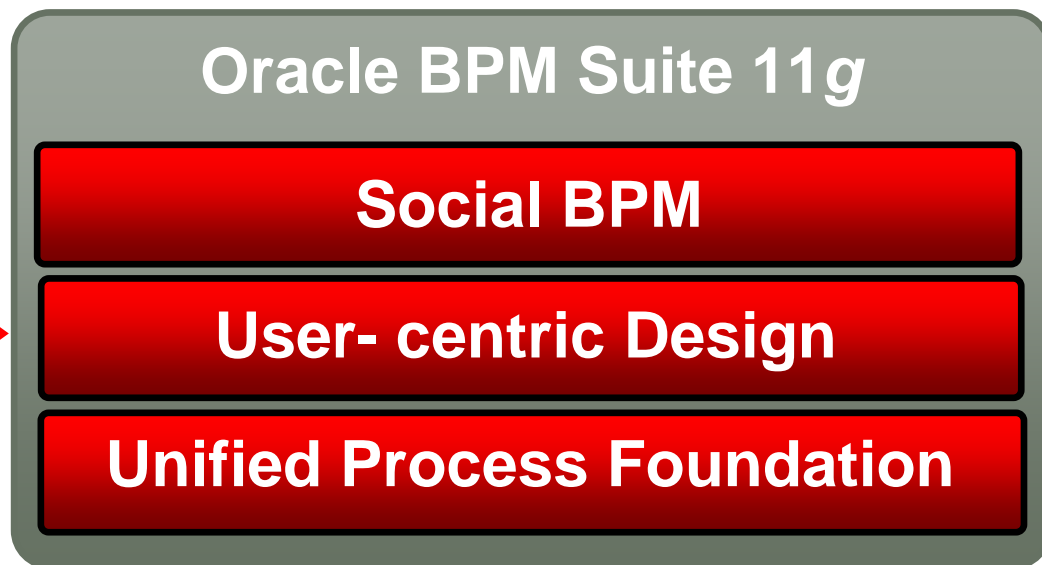 Oracle BPM Suite 11g
Social BPM
User- centric Design
Unified Process Foundation